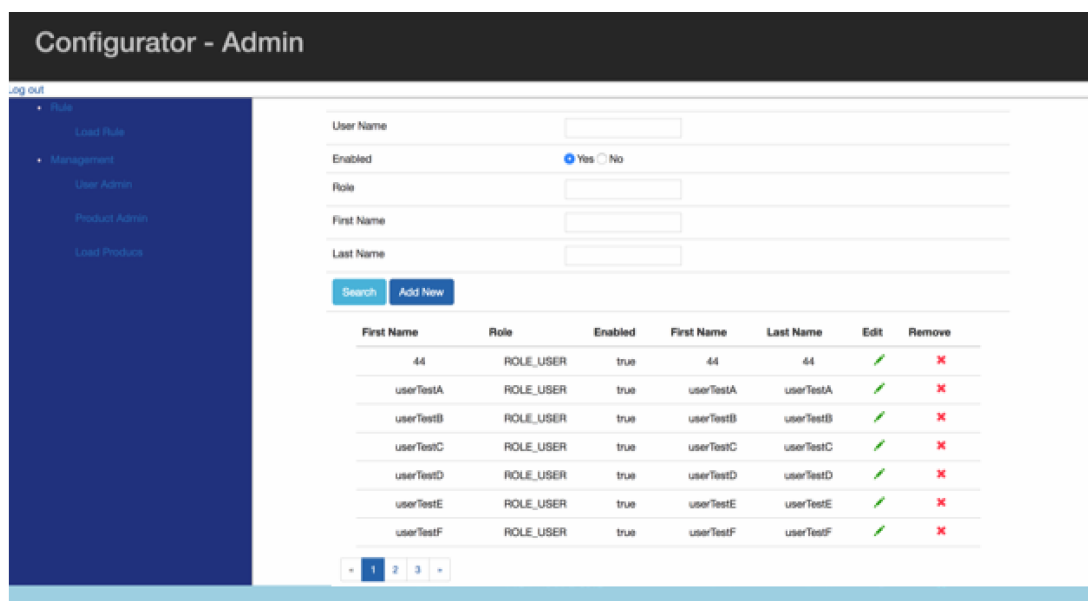 Configurator - Admin
Log out
Rule
Load Rule
Management
User Admin
Product Admin
Load Producs
User Name
Enabled Yes No
Role
First Name
Last Name
Search Add New
First Name Role Enabled First Name Last Name Edit Remove
44 ROLE_USER true 44 44
userTestA ROLE_USER true userTestA userTestA
userTestB ROLE_USER true userTestB userTestB
userTestC ROLE_USER true userTestC userTestC
userTestD ROLE_USER true userTestD userTestD
userTestE ROLE_USER true userTestE userTestE
userTestF ROLE_USER true userTestF userTestF
« 1 2 3 »